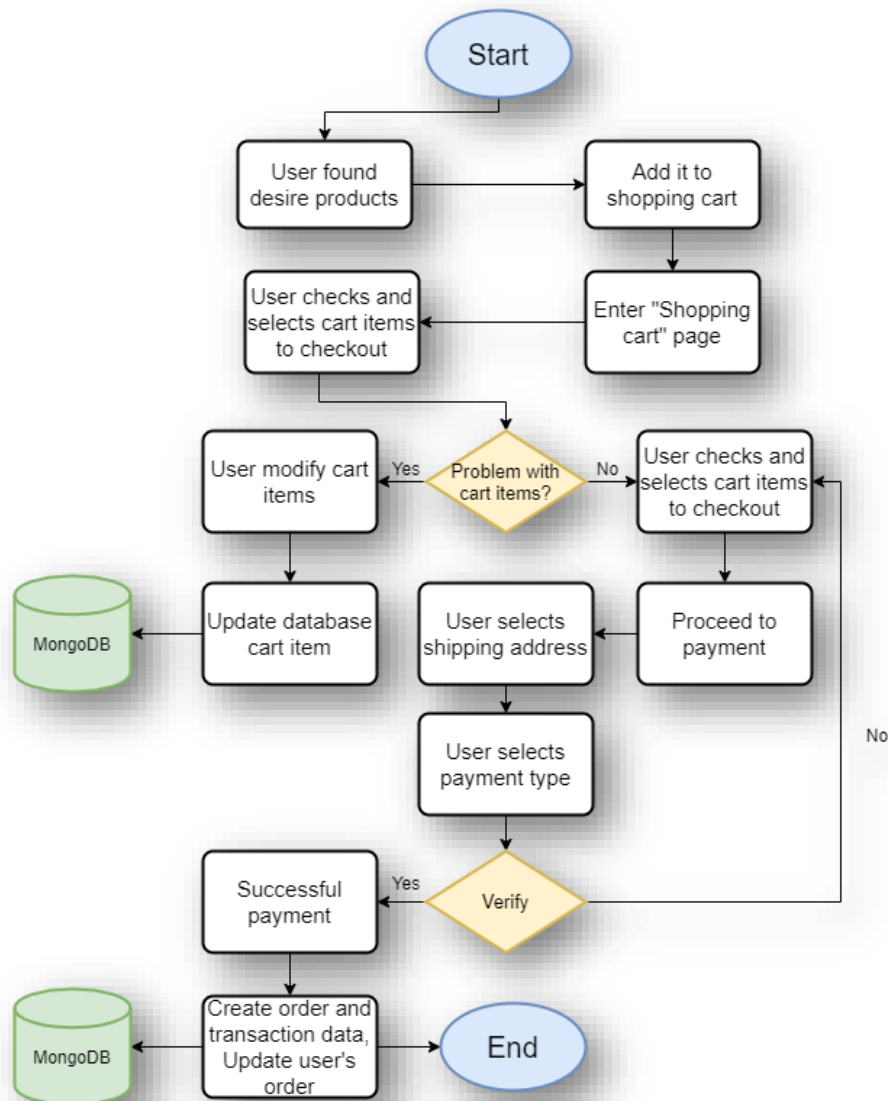 Start
User found
desire products
Add it to
shopping cart
User checks and
selects cart items
to checkout
Enter "Shopping
cart" page
User modify cart
items
Yes
Problem with
cart items?
No
User checks and
selects cart items
to checkout
MongoDB
Update database
cart item
User selects
shipping address
Proceed to
payment
User selects
payment type
No
Successful
payment
Yes
Verify
MongoDB
Create order and
transaction data,
Update user's
order
End